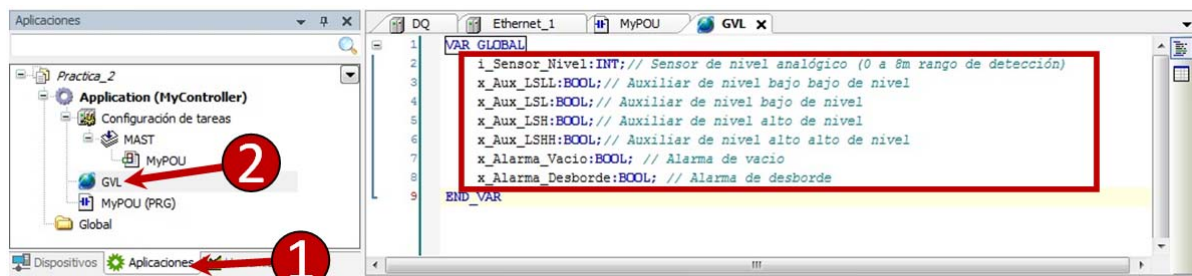 Aplicaciones
Practica_2
Application (MyController)
Configuración de tareas
MAST
MyPOU
GVL
MyPOU (PRG)
Global
Dispositivos
Aplicaciones
2
1
DQ
Ethernet_1
MyPOU
GVL
1 VAR GLOBAL
2 i_Sensor_Nivel:INT;// Sensor de nivel analógico (0 a 8m rango de detección)
3 x_Aux_LSLL:BOOL;// Auxiliar de nivel bajo bajo de nivel
4 x_Aux_LSL:BOOL;// Auxiliar de nivel bajo de nivel
5 x_Aux_LSH:BOOL;// Auxiliar de nivel alto de nivel
6 x_Aux_LSHH:BOOL;// Auxiliar de nivel alto alto de nivel
7 x_Alarma_Vacio:BOOL; // Alarma de vacio
8 x_Alarma_Desborde:BOOL; // Alarma de desborde
9 END_VAR